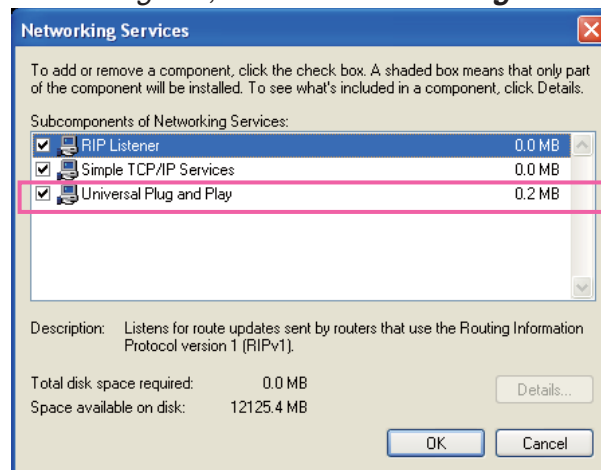 Networking Services
To add or remove a component, click the check box. A shaded box means that only part
of the component will be installed. To see what's included in a component, click Details.
Subcomponents of Networking Services:
RIP Listener 0.0 MB
Simple TCP/IP Services 0.0 MB
Universal Plug and Play 0.2 MB
Description: Listens for route updates sent by routers that use the Routing Information
Protocol version 1 (RIPv1).
Total disk space required: 0.0 MB
Details...
Space available on disk: 12125.4 MB
OK Cancel